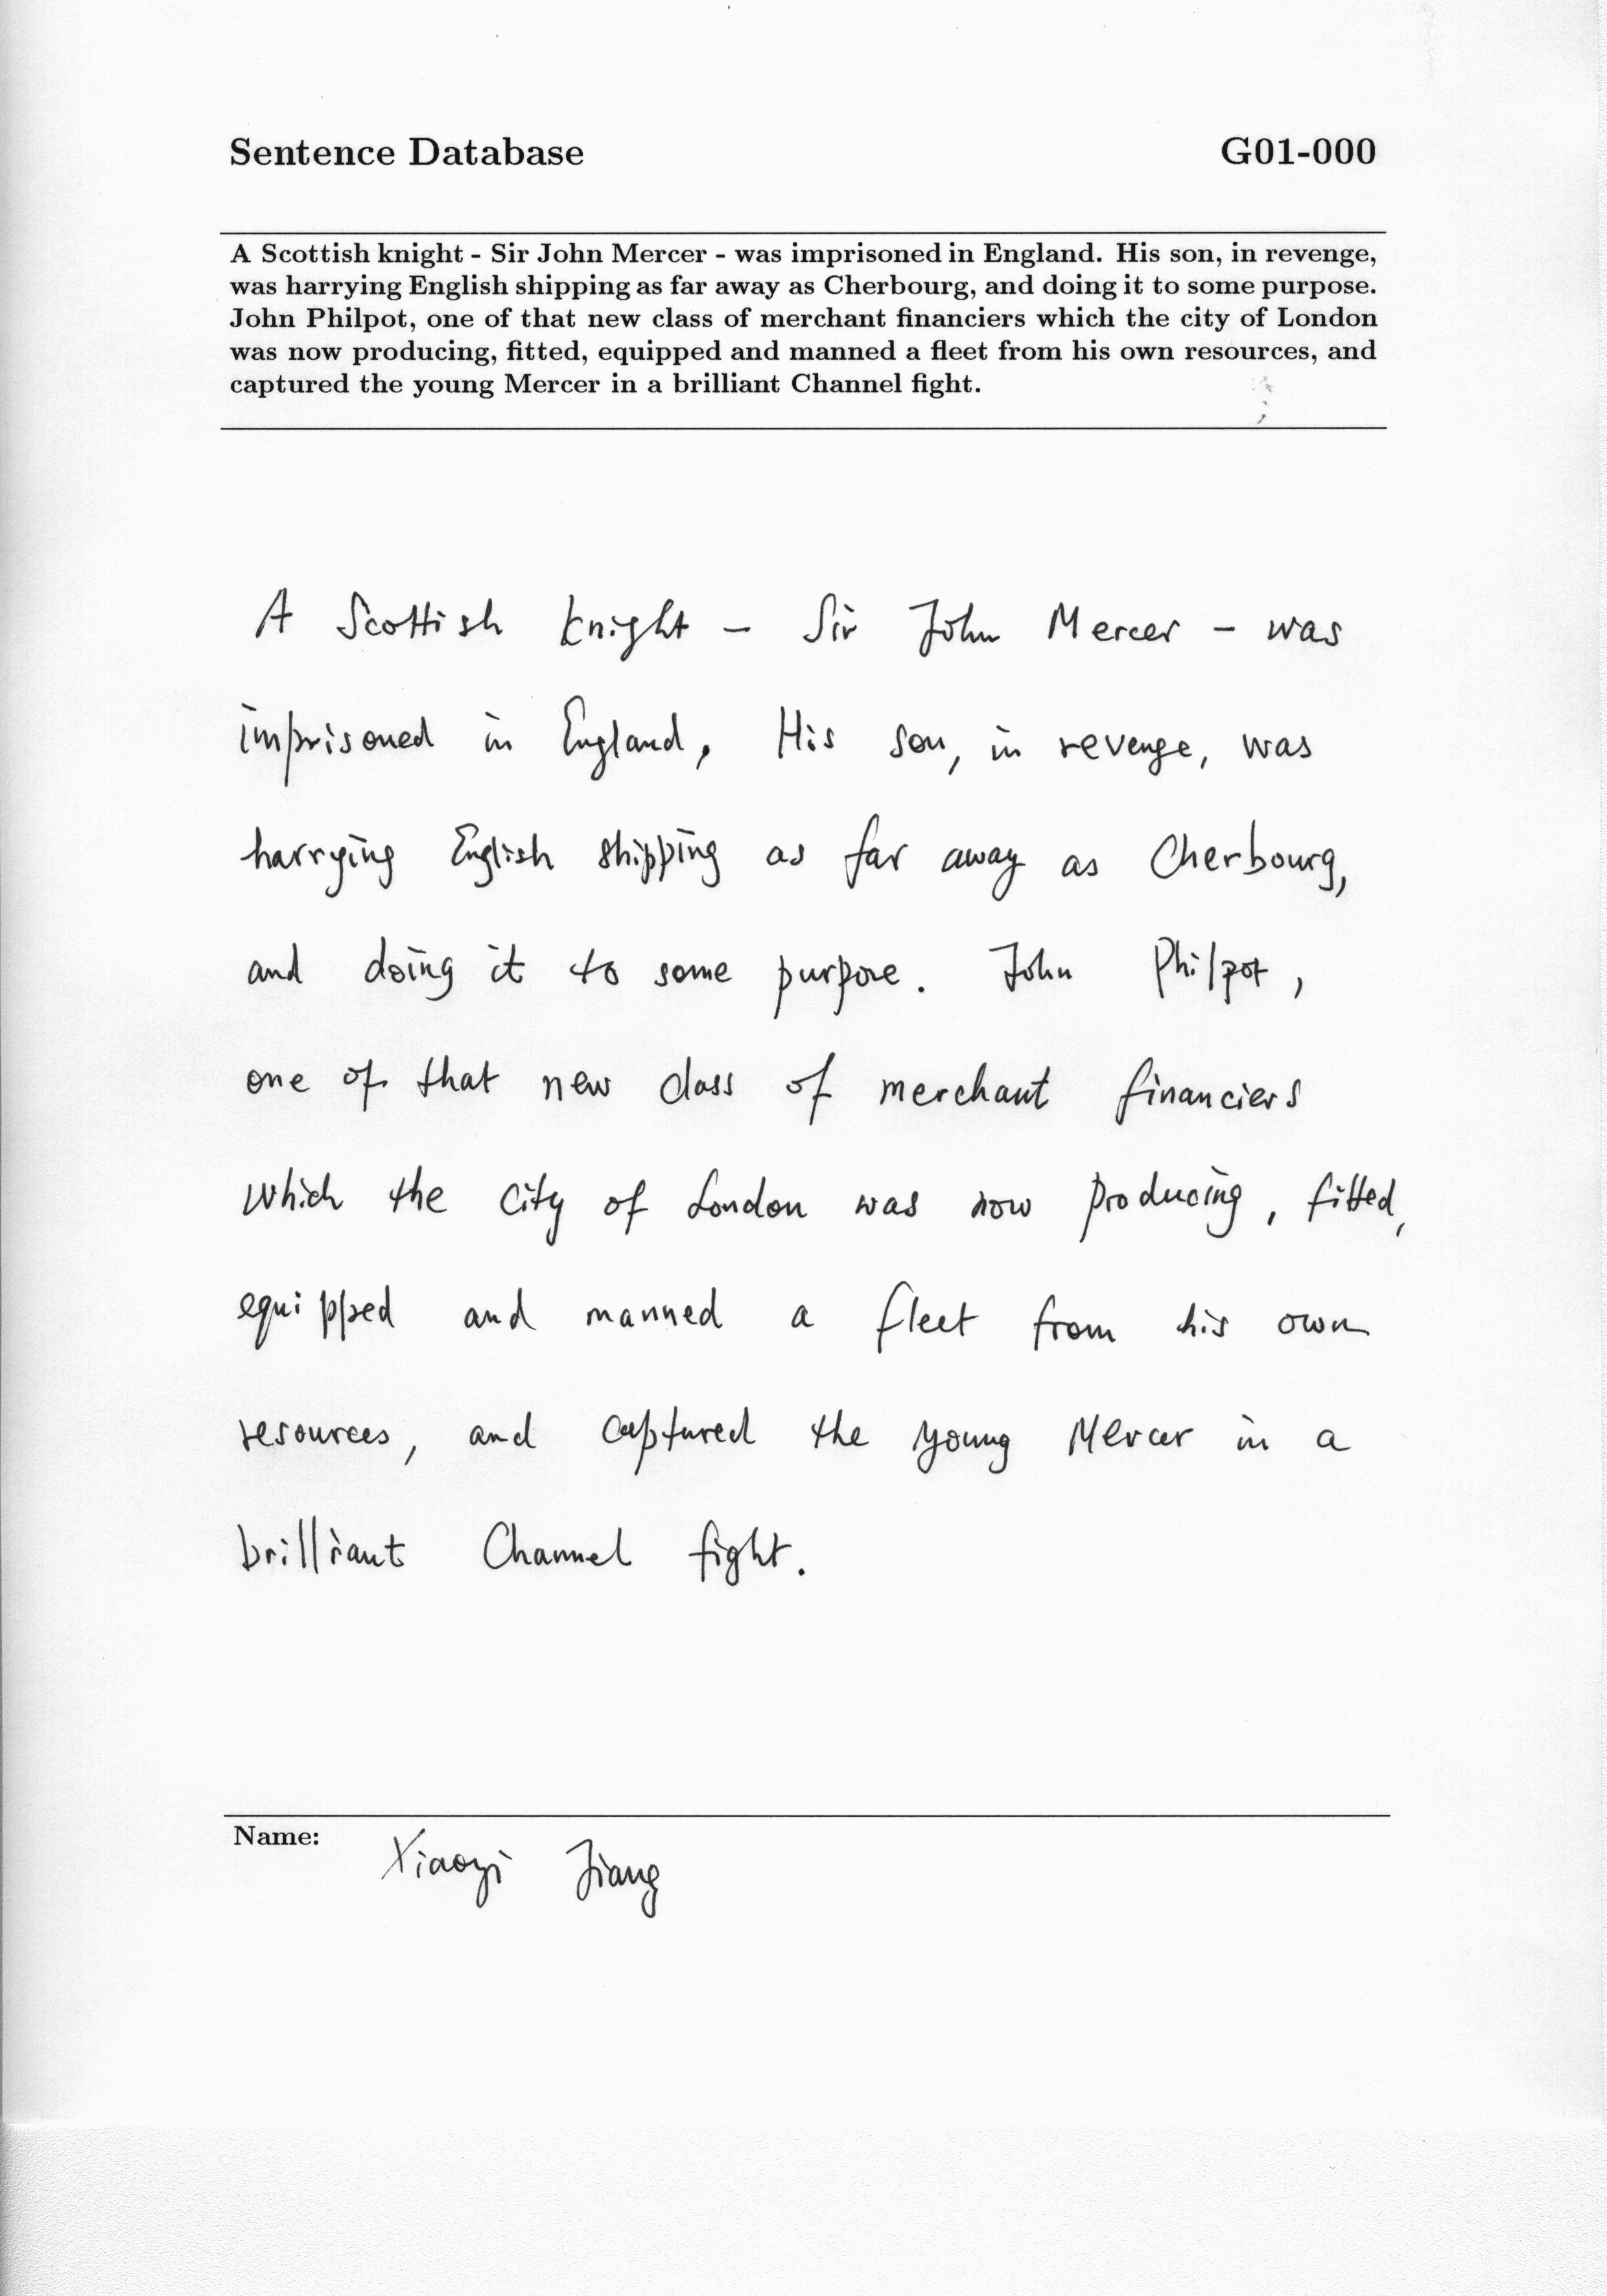 Sentence Database G01-000
A Scottish knight - Sir John Mercer - was imprisoned in England. His son, in revenge,
was harrying English shipping as far away as Cherbourg, and doing it to some purpose.
John Philpot, one of that new class of merchant financiers which the city of London
was now producing, fitted, equipped and manned a fleet from his own resources, and
captured the young Mercer in a brilliant Channel fight.
A Scottish knight - Sir John Mercer - was
imprisoned in England, His son, in revenge, was
harrying English shipping as far away as Cherbourg,
and doing it to some purpose. John Philpot,
one of that new class of merchant financiers
which the city of London was now producing, fitted,
equipped and manned a fleet from his own
resources, and captured the young Mercer in a
brilliant Channel fight.
Name: Xiaoyi Jiang